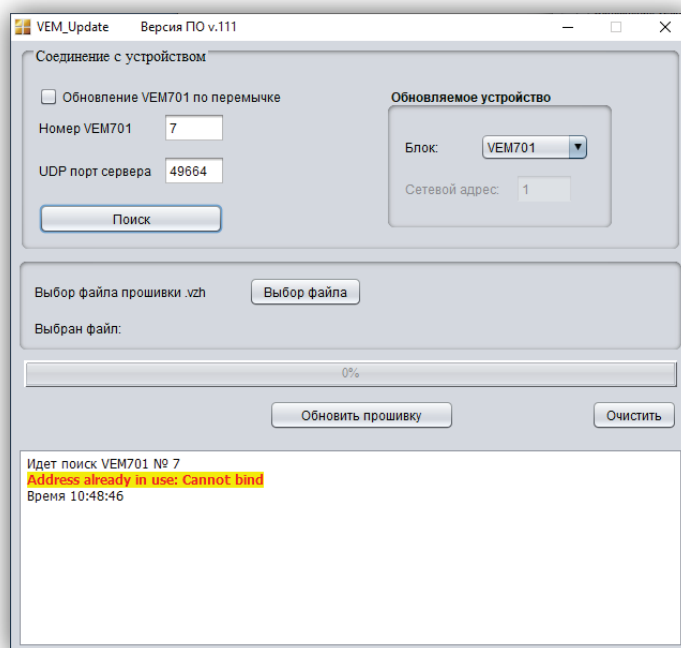 VEM_Update Версия ПО v.111
Соединение с устройством
Обновление VEM701 по перемычке
Номер VEM701 7
UDP порт сервера 49664
Поиск
Обновляемое устройство
Блок: VEM701
Сетевой адрес: 1
Выбор файла прошивки .vzh Выбор файла
Выбран файл:
0%
Обновить прошивку Очистить
Идет поиск VEM701 № 7
Address already in use: Cannot bind
Время 10:48:46